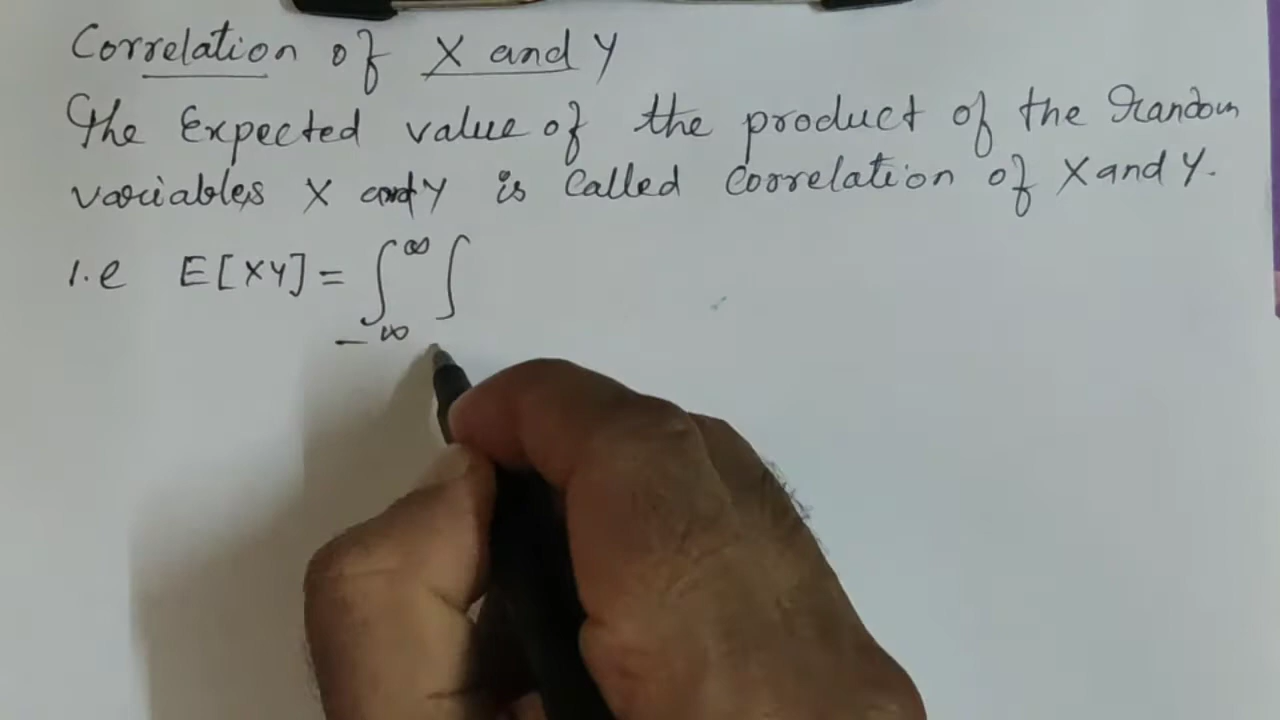 Correlation of X and Y
The Expected value of the product of the Random
variables X and Y is Called Correlation of X and Y.
1.e E[XY] = ∫_{-∞}^{∞} ∫